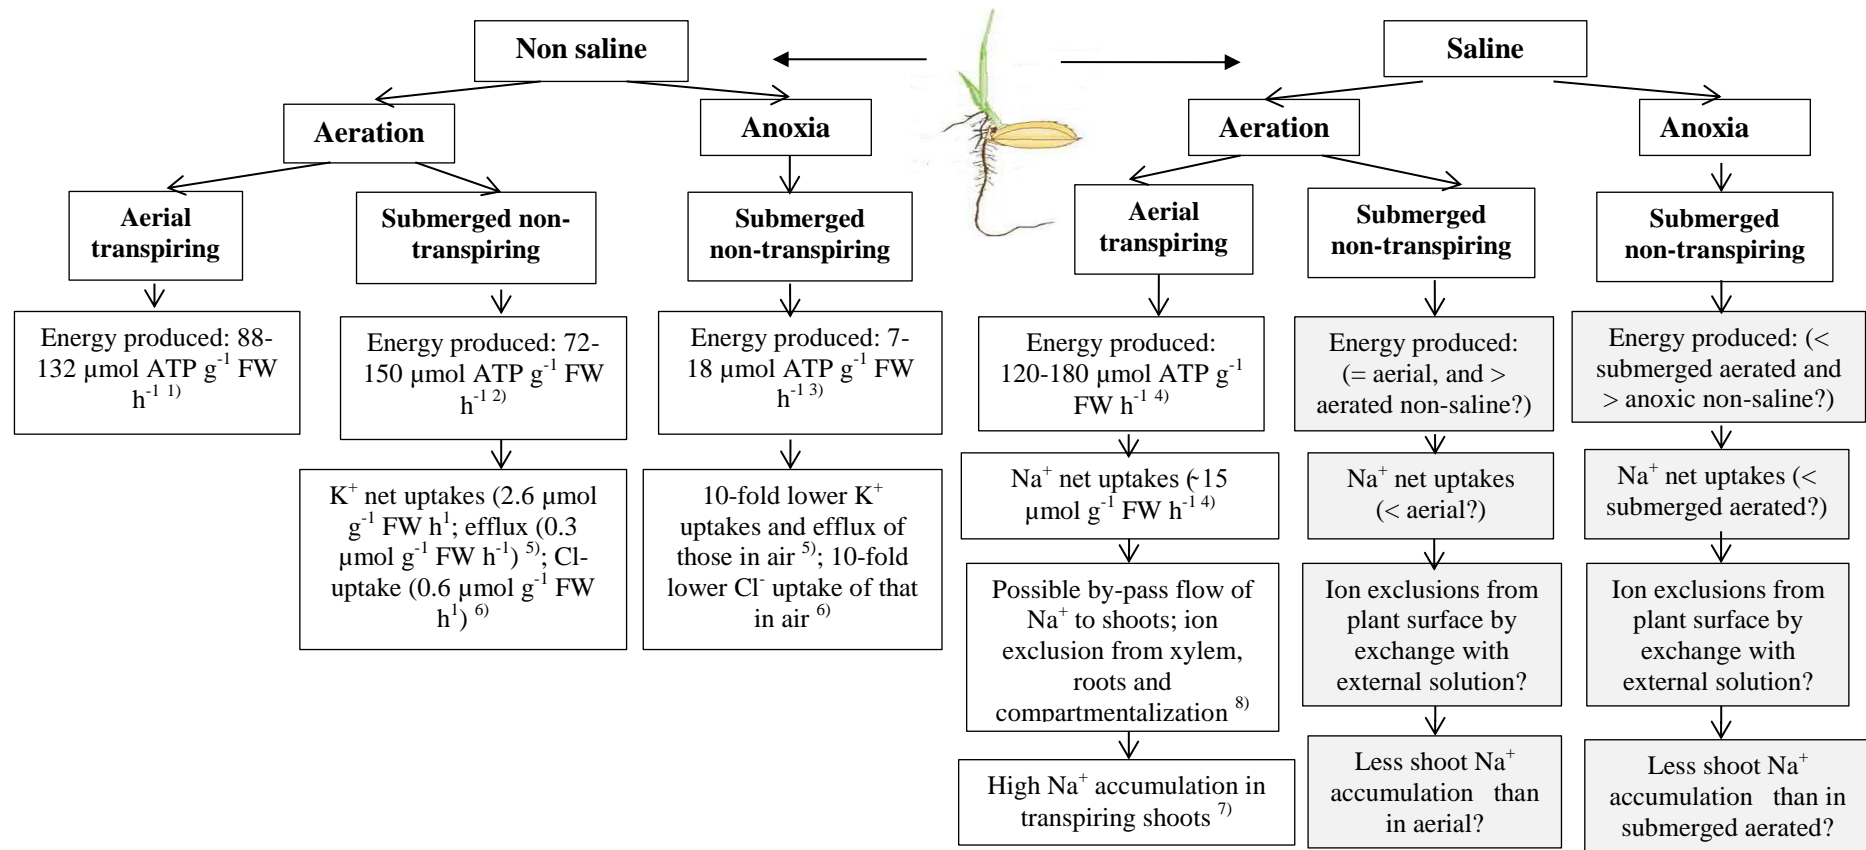 Non saline
Saline
Aeration
Anoxia
Aeration
Anoxia
Aerial
transpiring
Submerged non-
transpiring
Submerged
non-transpiring
Aerial
transpiring
Submerged
non-transpiring
Submerged
non-transpiring
Energy produced: 88-
132 µmol ATP g⁻¹ FW
h⁻¹ ¹⁾
Energy produced: 72-
150 µmol ATP g⁻¹ FW
h⁻¹ ²⁾
Energy produced: 7-
18 µmol ATP g⁻¹ FW
h⁻¹ ³⁾
Energy produced:
120-180 µmol ATP g⁻¹
FW h⁻¹ ⁴⁾
Energy produced:
(= aerial, and >
aerated non-saline?)
Energy produced: (<
submerged aerated and
> anoxic non-saline?)
K⁺ net uptakes (2.6 µmol
g⁻¹ FW h¹; efflux (0.3
µmol g⁻¹ FW h⁻¹) ⁵⁾; Cl-
uptake (0.6 µmol g⁻¹ FW
h¹) ⁶⁾
10-fold lower K⁺
uptakes and efflux of
those in air ⁵⁾; 10-fold
lower Cl⁻ uptake of that
in air ⁶⁾
Na⁺ net uptakes (~15
µmol g⁻¹ FW h⁻¹ ⁴⁾
Na⁺ net uptakes
(< aerial?)
Na⁺ net uptakes (<
submerged aerated?)
Possible by-pass flow of
Na⁺ to shoots; ion
exclusion from xylem,
roots and
compartmentalization ⁸⁾
Ion exclusions from
plant surface by
exchange with
external solution?
Ion exclusions from
plant surface by
exchange with
external solution?
High Na⁺ accumulation in
transpiring shoots ⁷⁾
Less shoot Na⁺
accumulation than
in aerial?
Less shoot Na⁺
accumulation than in
submerged aerated?